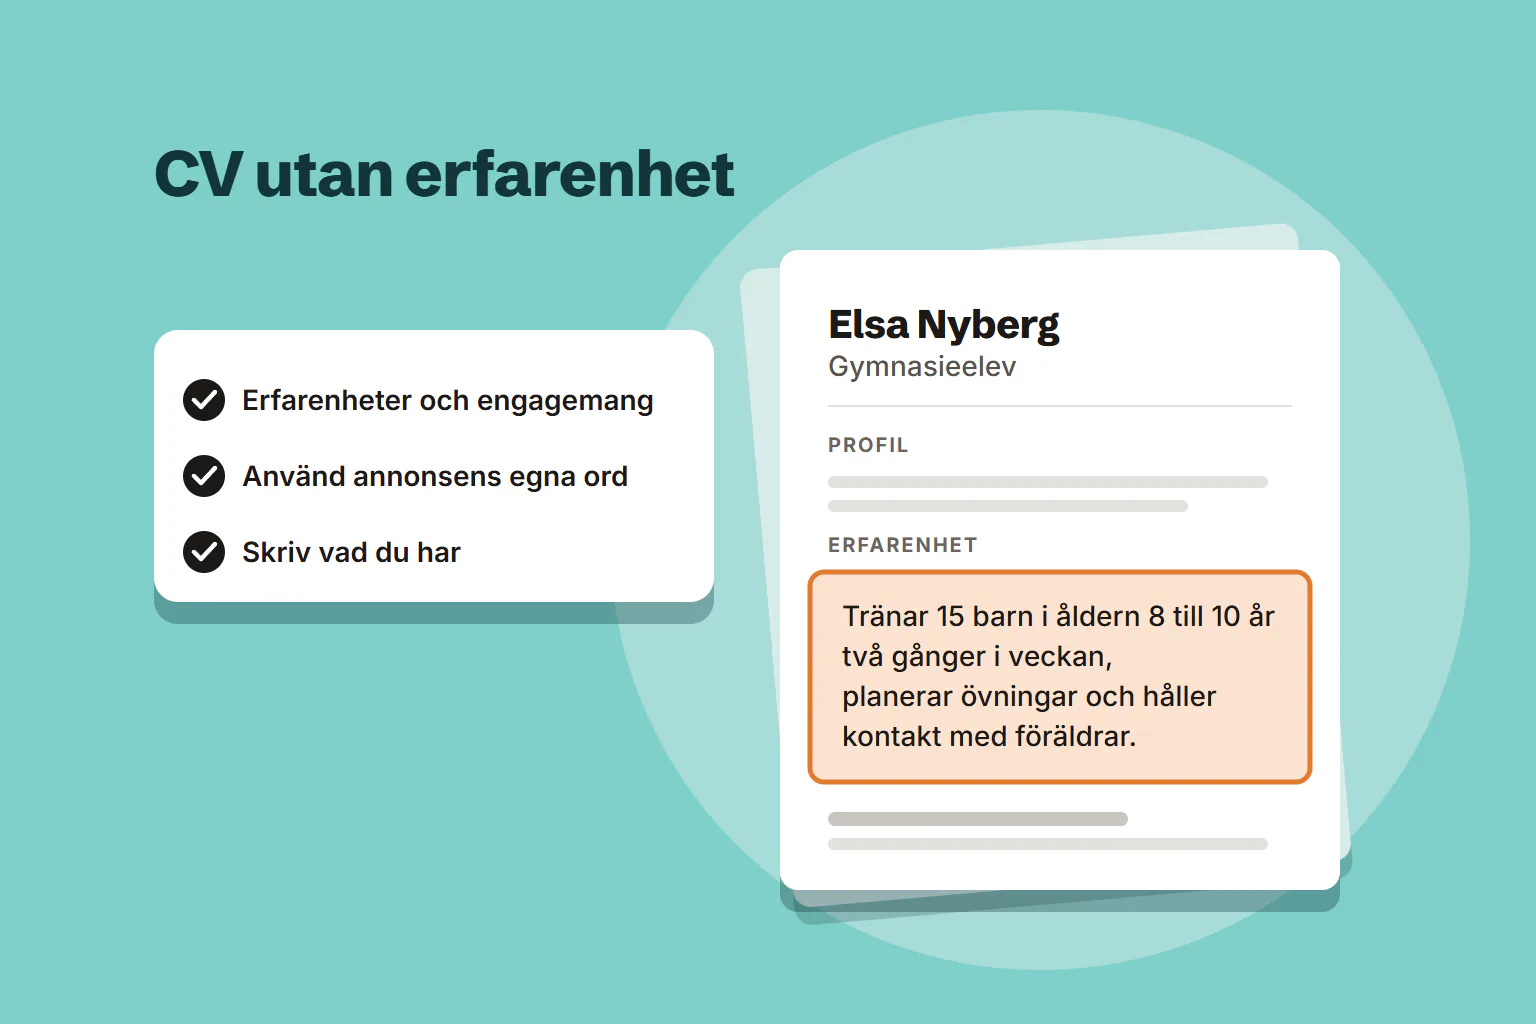 CV utan erfarenhet
Erfarenheter och engagemang
Använd annonsens egna ord
Skriv vad du har
Elsa Nyberg
Gymnasieelev
PROFIL
ERFARENHET
Tränar 15 barn i åldern 8 till 10 år
två gånger i veckan,
planerar övningar och håller
kontakt med föräldrar.